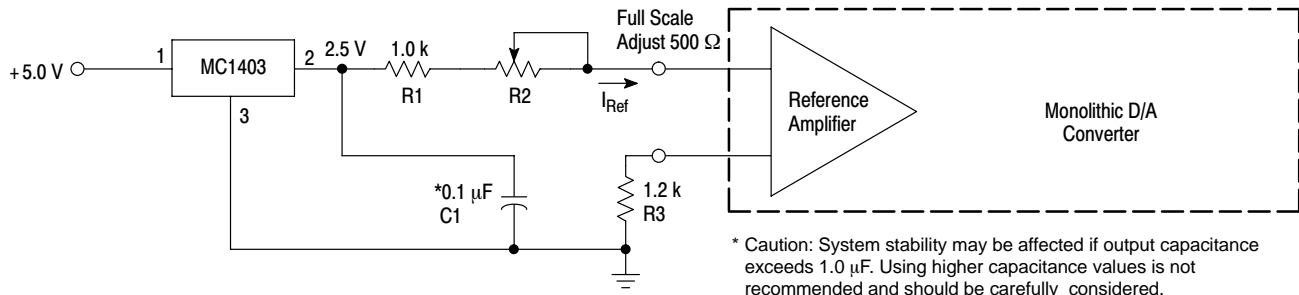 +5.0 V
1
MC1403
2
3
2.5 V
1.0 k
R1
R2
Full Scale
Adjust 500 Ω
IRef
Reference
Amplifier
Monolithic D/A
Converter
*0.1 μF
C1
1.2 k
R3
* Caution: System stability may be affected if output capacitance
exceeds 1.0 μF. Using higher capacitance values is not
recommended and should be carefully considered.